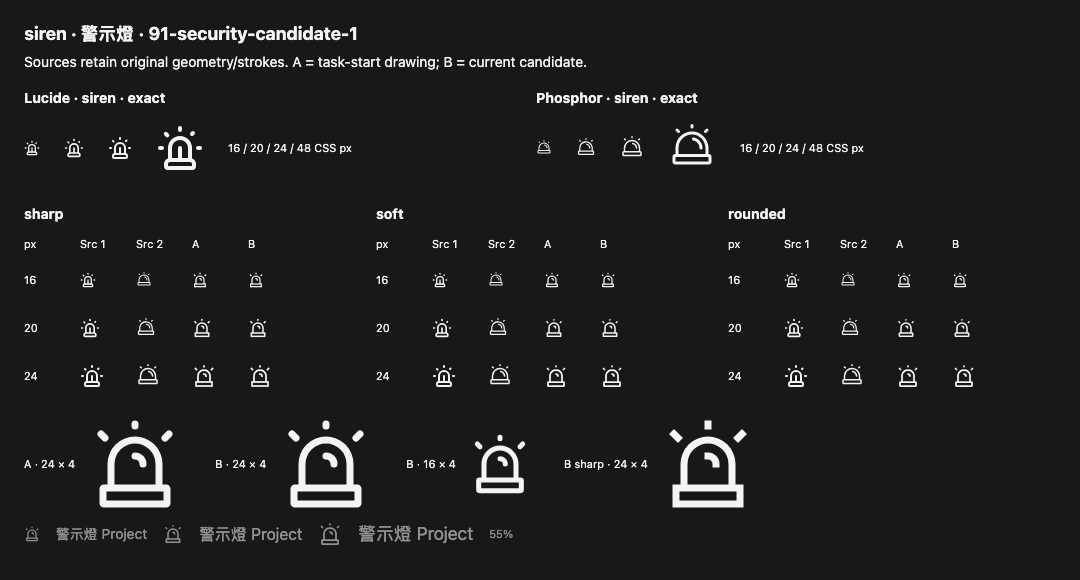 siren · 警示燈 · 91-security-candidate-1
Sources retain original geometry/strokes. A = task-start drawing; B = current candidate.
Lucide · siren · exact
Phosphor · siren · exact
16 / 20 / 24 / 48 CSS px
16 / 20 / 24 / 48 CSS px
sharp
soft
rounded
px Src 1 Src 2 A B
px Src 1 Src 2 A B
px Src 1 Src 2 A B
16
16
16
20
20
20
24
24
24
A · 24 × 4
B · 24 × 4
B · 16 × 4
B sharp · 24 × 4
警示燈 Project
警示燈 Project
警示燈 Project
55%